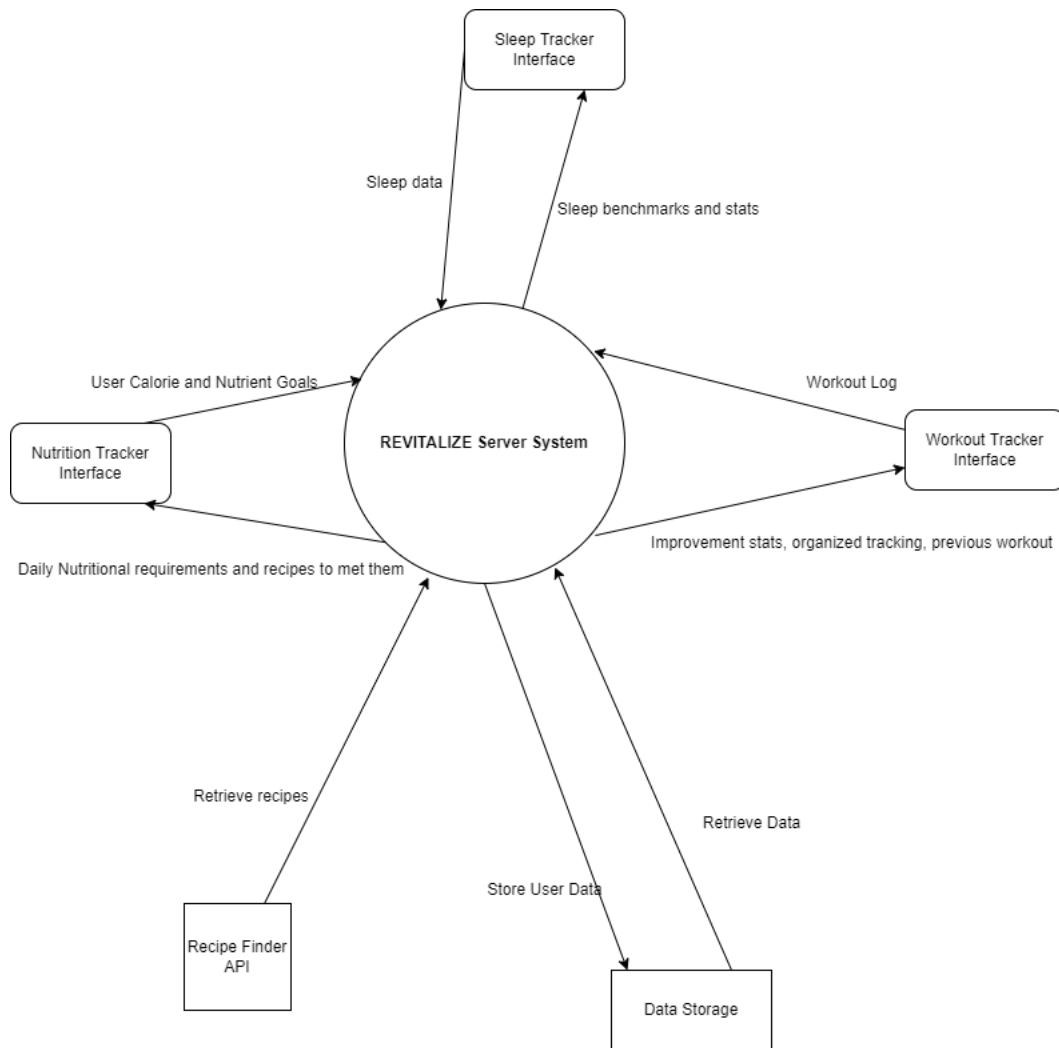 Sleep Tracker
Interface
Sleep data
Sleep benchmarks and stats
User Calorie and Nutrient Goals
Workout Log
REVITALIZE Server System
Nutrition Tracker
Interface
Workout Tracker
Interface
Improvement stats, organized tracking, previous workout
Daily Nutritional requirements and recipes to met them
Retrieve recipes
Retrieve Data
Store User Data
Recipe Finder
API
Data Storage